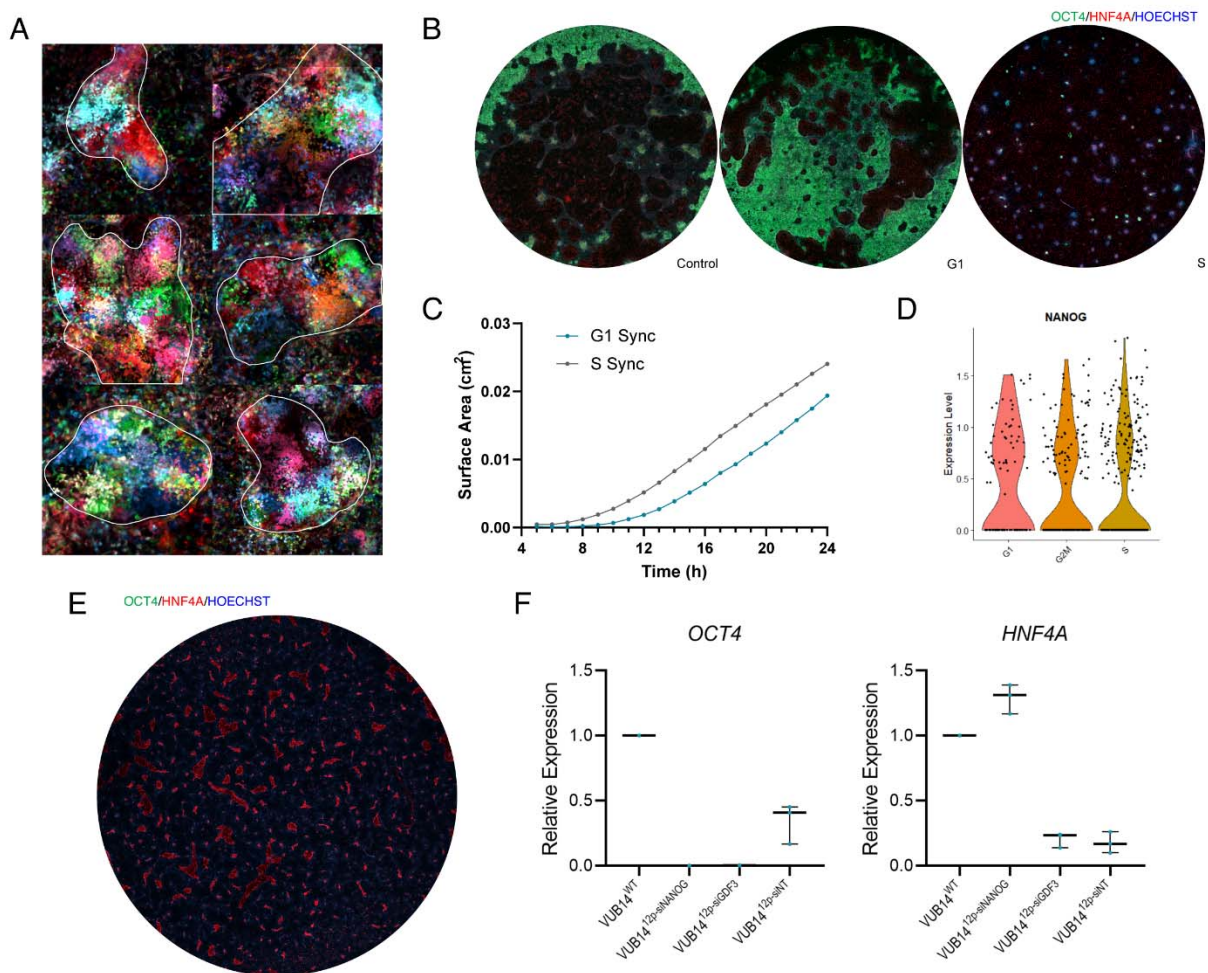 A
B
OCT4/HNF4A/HOECHST
Control
G1
S
C
0.03
0.02
0.01
0.00
Surface Area (cm²)
G1 Sync
S Sync
4 8 12 16 20 24
Time (h)
D
NANOG
Expression Level
1.5
1.0
0.5
0.0
G1
G2M
S
E
OCT4/HNF4A/HOECHST
F
OCT4
Relative Expression
1.5
1.0
0.5
0.0
VUB14ᵂᵀ
VUB14¹²ᵖ⁻ˢⁱᴺᴬᴺᴼᴳ
VUB14¹²ᵖ⁻ˢⁱᴳᴰᶠ³
VUB14¹²ᵖ⁻ˢⁱᴺᵀ
HNF4A
Relative Expression
1.5
1.0
0.5
0.0
VUB14ᵂᵀ
VUB14¹²ᵖ⁻ˢⁱᴺᴬᴺᴼᴳ
VUB14¹²ᵖ⁻ˢⁱᴳᴰᶠ³
VUB14¹²ᵖ⁻ˢⁱᴺᵀ